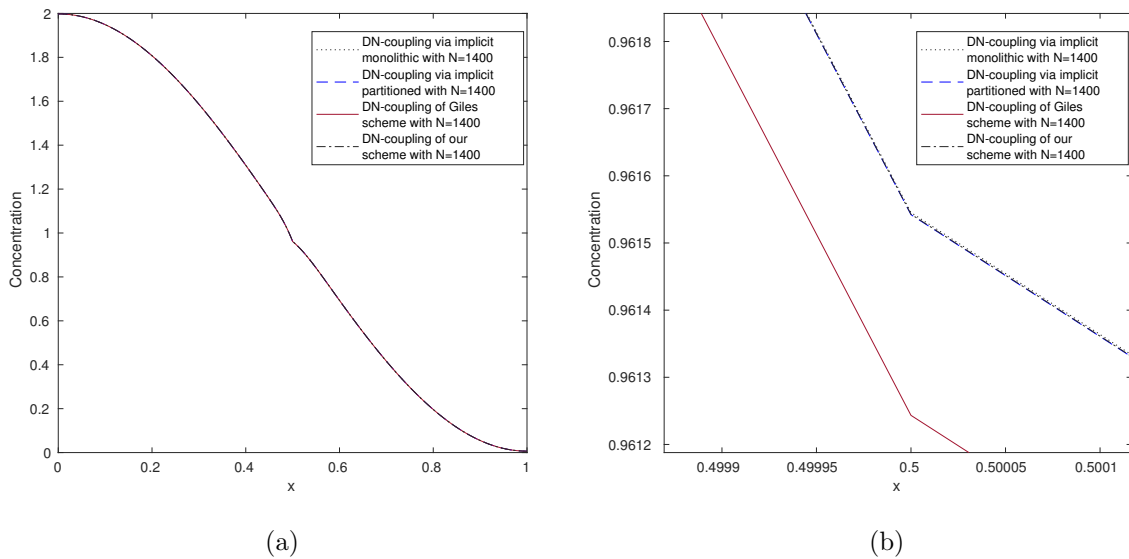 2
1.8
1.6
1.4
1.2
1
0.8
0.6
0.4
0.2
0
Concentration
0 0.2 0.4 0.6 0.8 1
x
DN-coupling via implicit
monolithic with N=1400
DN-coupling via implicit
partitioned with N=1400
DN-coupling of Giles
scheme with N=1400
DN-coupling of our
scheme with N=1400
(a)
0.9618
0.9617
0.9616
0.9615
0.9614
0.9613
0.9612
Concentration
0.4999 0.49995 0.5 0.50005 0.5001
x
DN-coupling via implicit
monolithic with N=1400
DN-coupling via implicit
partitioned with N=1400
DN-coupling of Giles
scheme with N=1400
DN-coupling of our
scheme with N=1400
(b)